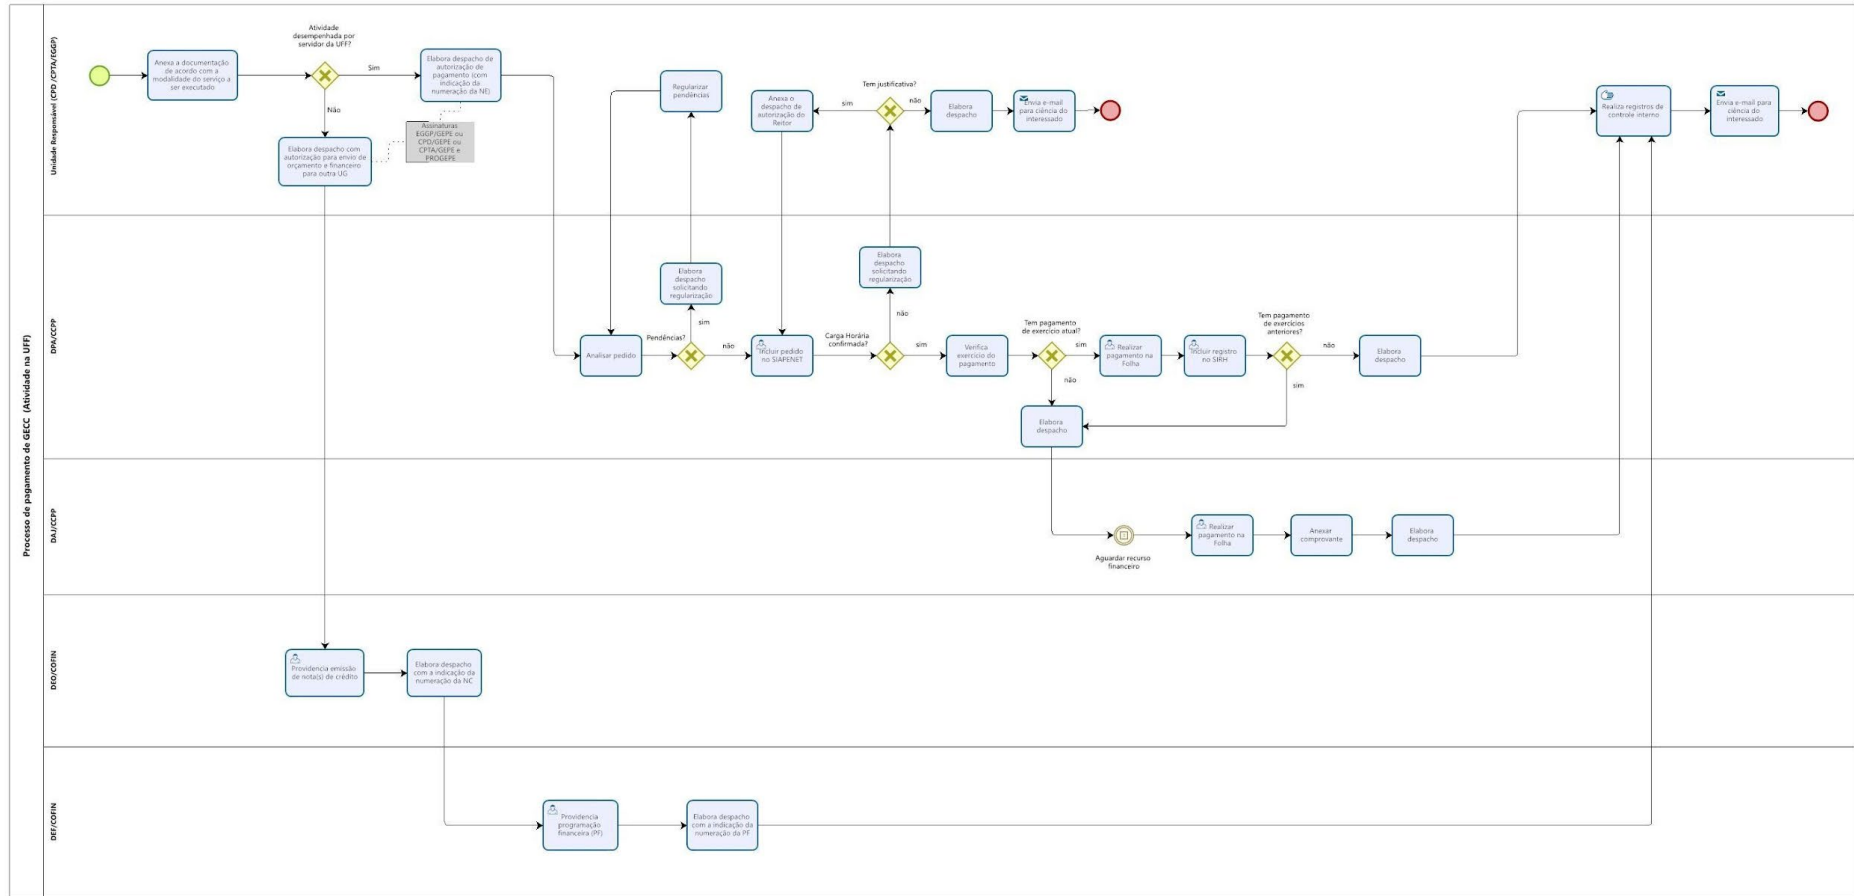 Processo de pagamento de GECC (Atividade na UFF)
Unidade Responsável (CPD /CPTA/EGGP)
Anexa a documentação
de acordo com a
modalidade do serviço a
ser executado
Atividade
desempenhada por
servidor da UFF?
Sim
Não
Elabora despacho de
autorização de
pagamento (com
indicação da
numeração da NE)
Assinaturas
EGGP/GEPE ou
CPD/GEPE ou
CPTA/GEPE e
PROGEPE
Elabora despacho com
autorização para envio de
orçamento e financeiro
para outra UG
Regularizar
pendências
Anexa o
despacho de
autorização do
Reitor
sim
Tem justificativa?
não
Elabora
despacho
Envia e-mail
para ciência do
interessado
Realiza registros de
controle interno
Envia e-mail para
ciência do
interessado
DPA/CCPP
Analisar pedido
Pendências?
sim
Elabora
despacho
solicitando
regularização
não
Incluir pedido
no SIAPENET
Carga Horária
confirmada?
não
Elabora
despacho
solicitando
regularização
sim
Verifica
exercício do
pagamento
Tem pagamento
de exercício atual?
sim
não
Realizar
pagamento na
Folha
Incluir registro
no SIRH
Tem pagamento
de exercícios
anteriores?
não
sim
Elabora
despacho
Elabora
despacho
DAJ/CCPP
Aguardar recurso
financeiro
Realizar
pagamento na
Folha
Anexar
comprovante
Elabora
despacho
DEO/COFIN
Providencia emissão
de nota(s) de crédito
Elabora despacho
com a indicação da
numeração da NC
DEF/COFIN
Providencia
programação
financeira (PF)
Elabora despacho
com a indicação da
numeração da PF